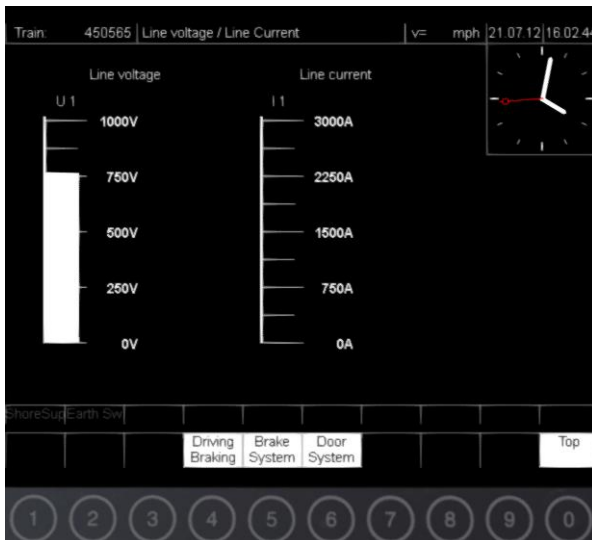 Train: 450565 Line voltage / Line Current v= mph 21.07.12 16.02.44
Line voltage Line current
U 1 I 1
1000V 3000A
750V 2250A
500V 1500A
250V 750A
0V 0A
ShoreSup Earth Sw
Driving Brake Door Top
Braking System System
1 2 3 4 5 6 7 8 9 0